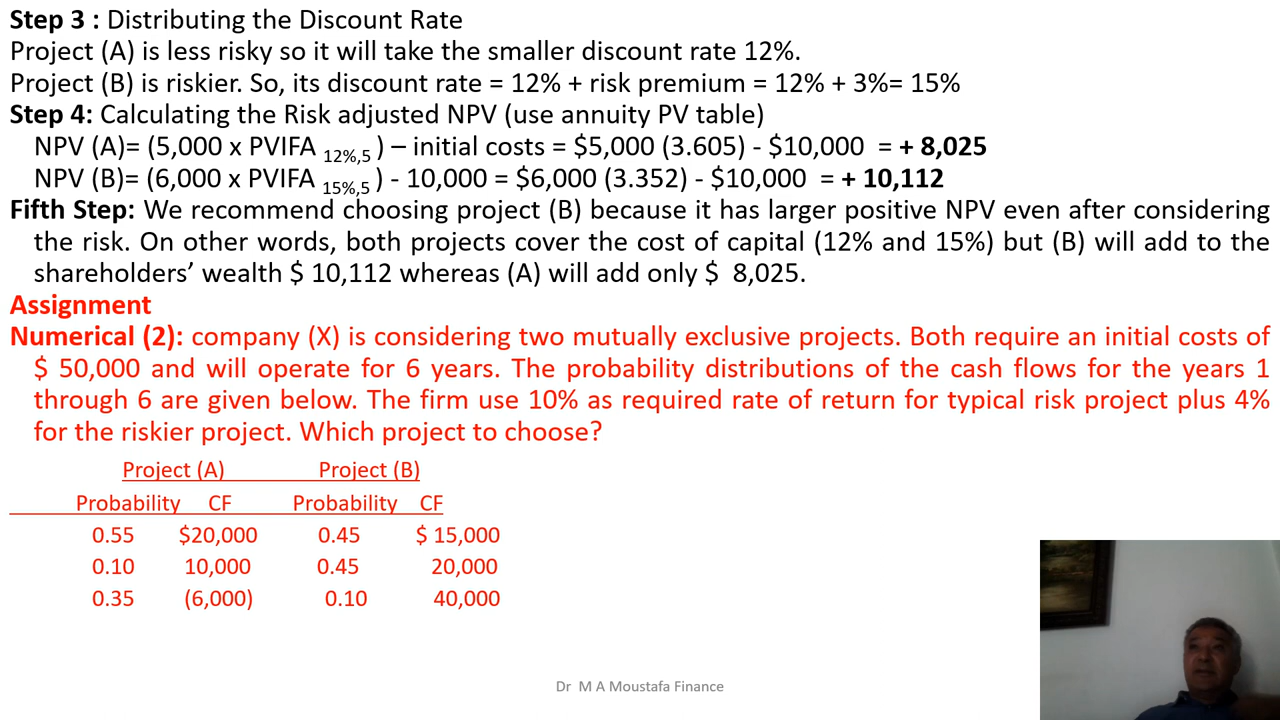 Step 3 : Distributing the Discount Rate
Project (A) is less risky so it will take the smaller discount rate 12%.
Project (B) is riskier. So, its discount rate = 12% + risk premium = 12% + 3%= 15%
Step 4: Calculating the Risk adjusted NPV (use annuity PV table)
NPV (A)= (5,000 x PVIFA 12%,5 ) – initial costs = $5,000 (3.605) - $10,000 = + 8,025
NPV (B)= (6,000 x PVIFA 15%,5 ) - 10,000 = $6,000 (3.352) - $10,000 = + 10,112
Fifth Step: We recommend choosing project (B) because it has larger positive NPV even after considering
the risk. On other words, both projects cover the cost of capital (12% and 15%) but (B) will add to the
shareholders’ wealth $ 10,112 whereas (A) will add only $ 8,025.
Assignment
Numerical (2): company (X) is considering two mutually exclusive projects. Both require an initial costs of
$ 50,000 and will operate for 6 years. The probability distributions of the cash flows for the years 1
through 6 are given below. The firm use 10% as required rate of return for typical risk project plus 4%
for the riskier project. Which project to choose?
Project (A) Project (B)
Probability CF Probability CF
0.55 $20,000 0.45 $ 15,000
0.10 10,000 0.45 20,000
0.35 (6,000) 0.10 40,000
Dr M A Moustafa Finance